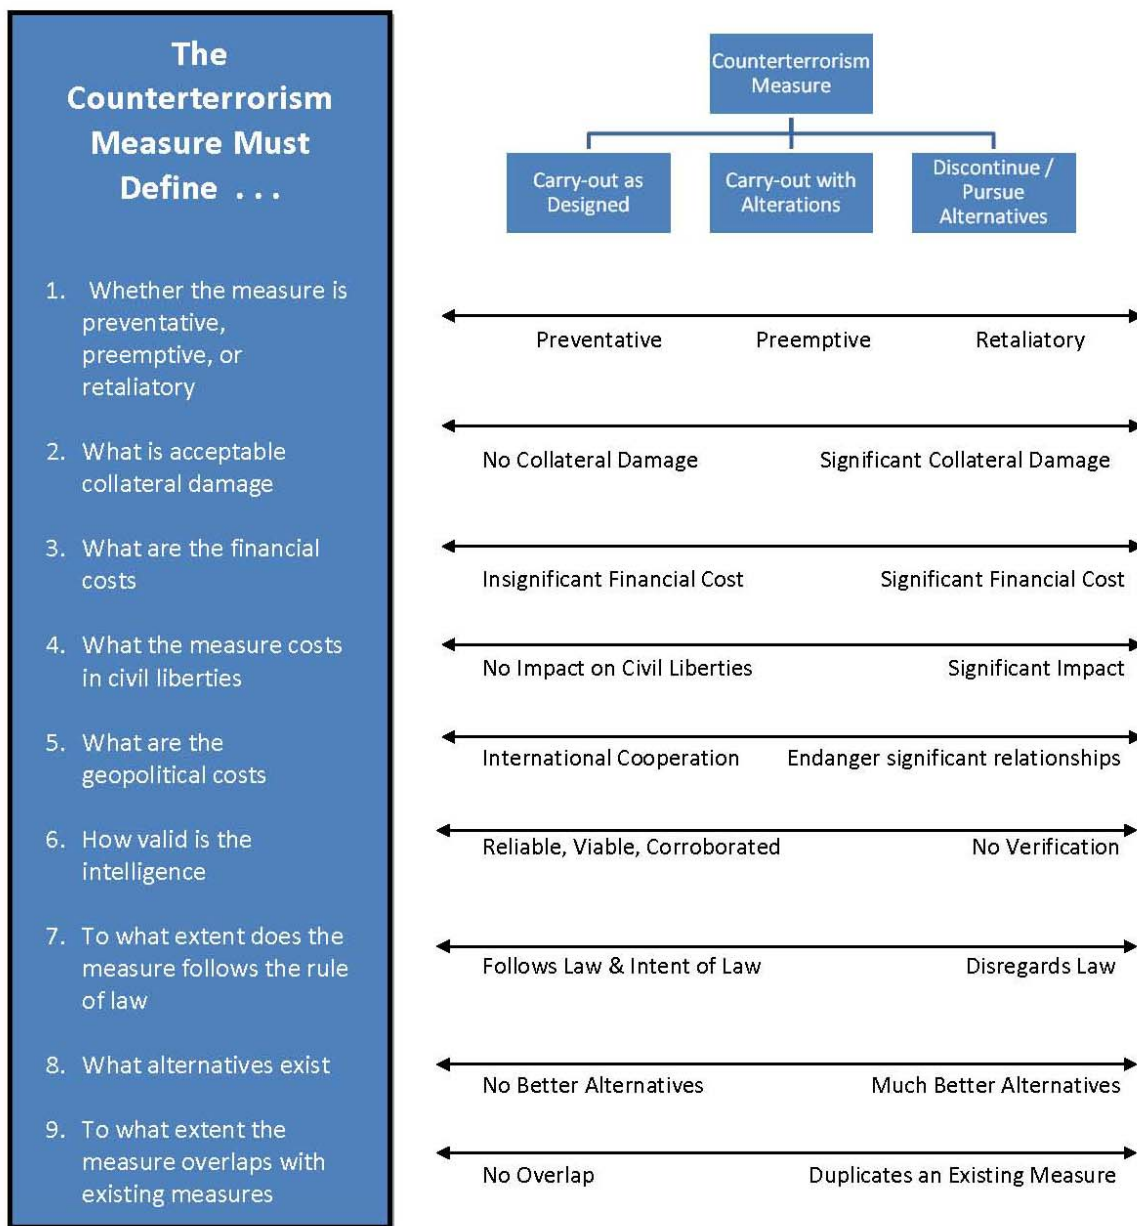 The
Counterterrorism
Measure Must
Define . . .
1. Whether the measure is
preventative,
preemptive, or
retaliatory
2. What is acceptable
collateral damage
3. What are the financial
costs
4. What the measure costs
in civil liberties
5. What are the
geopolitical costs
6. How valid is the
intelligence
7. To what extent does the
measure follows the rule
of law
8. What alternatives exist
9. To what extent the
measure overlaps with
existing measures
Counterterrorism
Measure
Carry-out as
Designed
Carry-out with
Alterations
Discontinue /
Pursue
Alternatives
Preventative Preemptive Retaliatory
No Collateral Damage Significant Collateral Damage
Insignificant Financial Cost Significant Financial Cost
No Impact on Civil Liberties Significant Impact
International Cooperation Endanger significant relationships
Reliable, Viable, Corroborated No Verification
Follows Law & Intent of Law Disregards Law
No Better Alternatives Much Better Alternatives
No Overlap Duplicates an Existing Measure